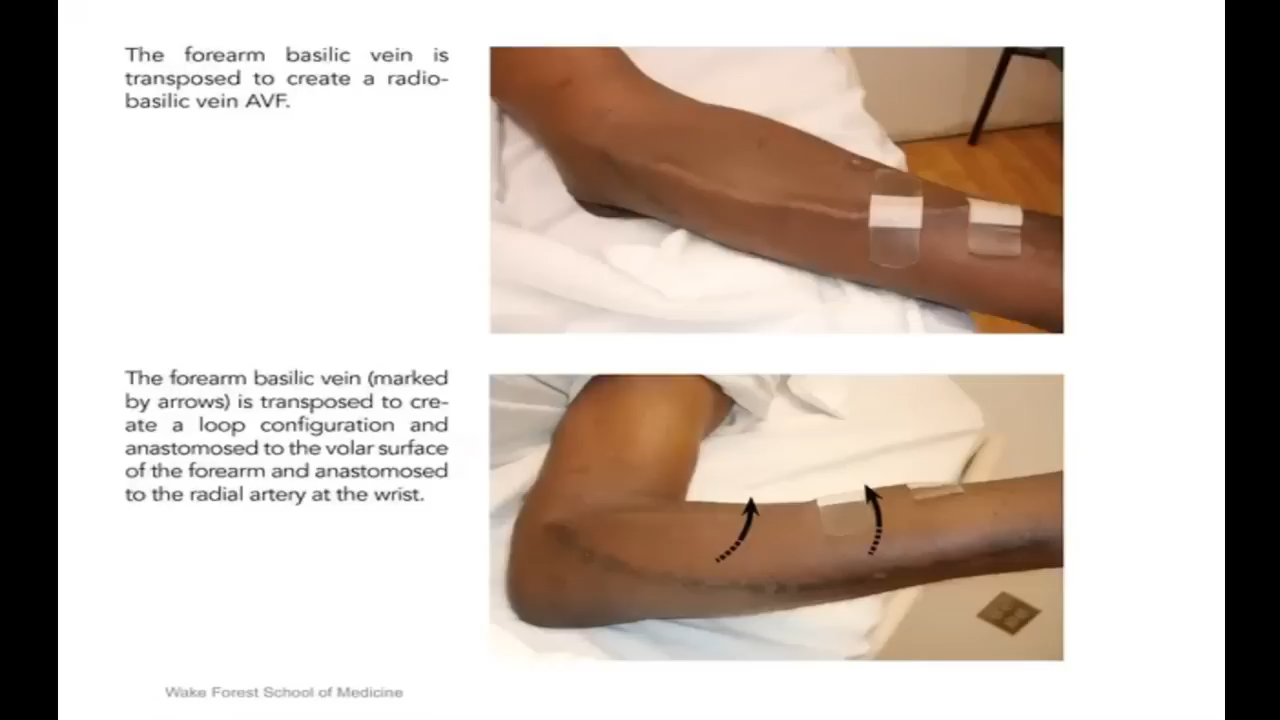 The forearm basilic vein is
transposed to create a radio-
basilic vein AVF.
The forearm basilic vein (marked
by arrows) is transposed to cre-
ate a loop configuration and
anastomosed to the volar surface
of the forearm and anastomosed
to the radial artery at the wrist.
Wake Forest School of Medicine